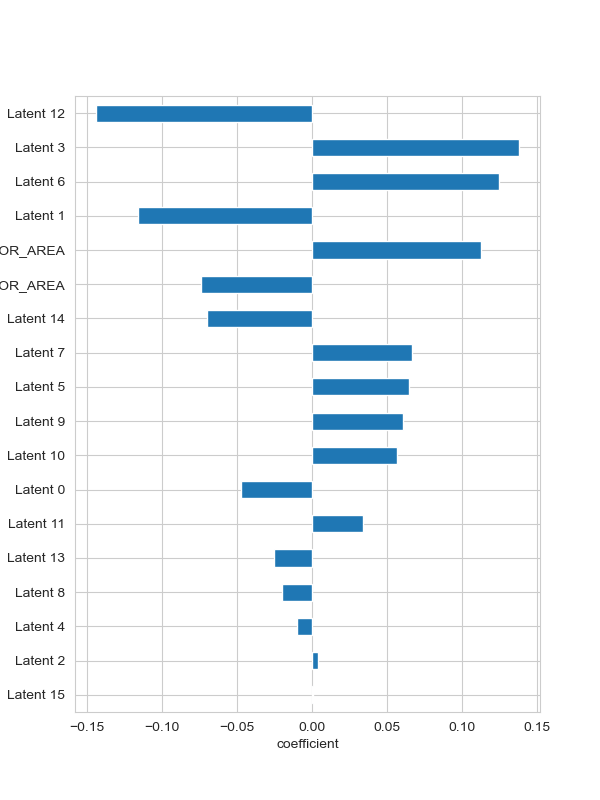 Latent 12
Latent 3
Latent 6
Latent 1
OR_AREA
OR_AREA
Latent 14
Latent 7
Latent 5
Latent 9
Latent 10
Latent 0
Latent 11
Latent 13
Latent 8
Latent 4
Latent 2
Latent 15
−0.15 −0.10 −0.05 0.00 0.05 0.10 0.15
coefficient